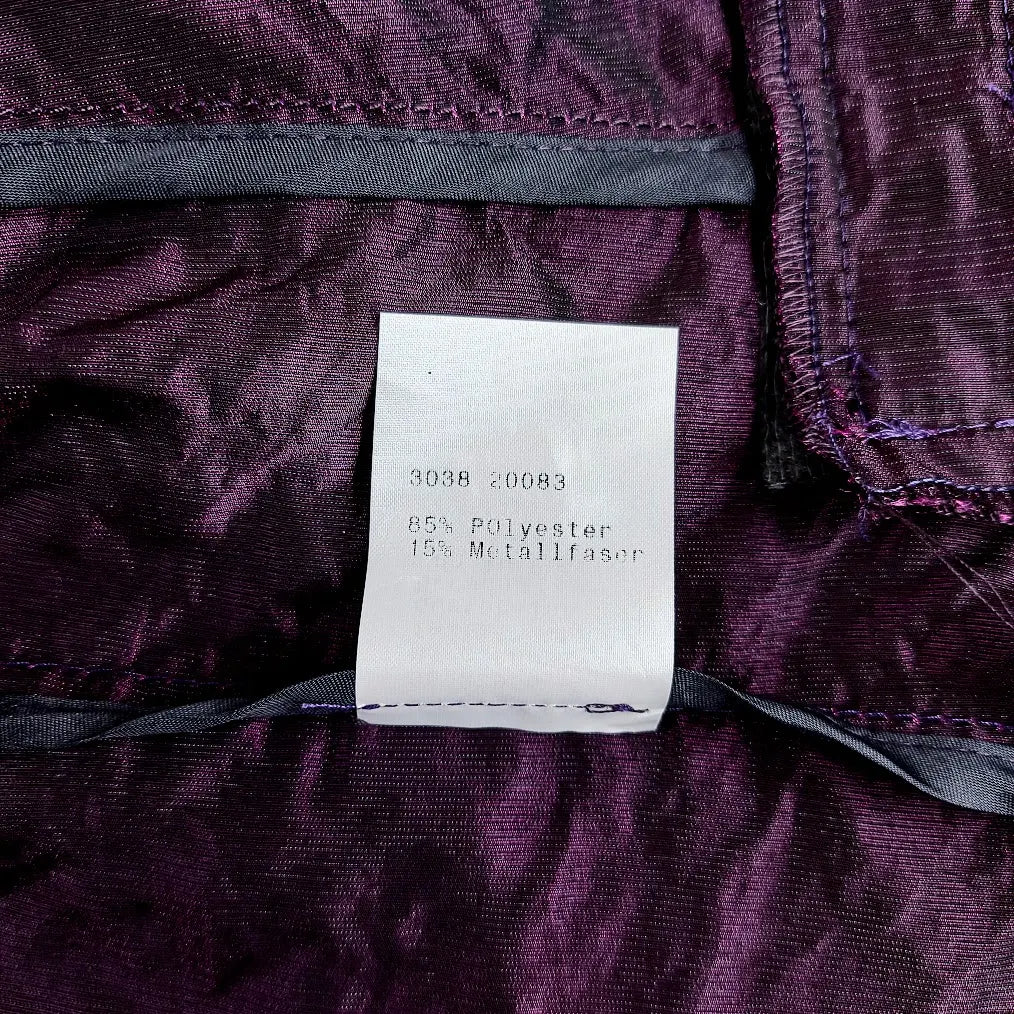 3038 20083
85% Polyester
15% Metallfaser